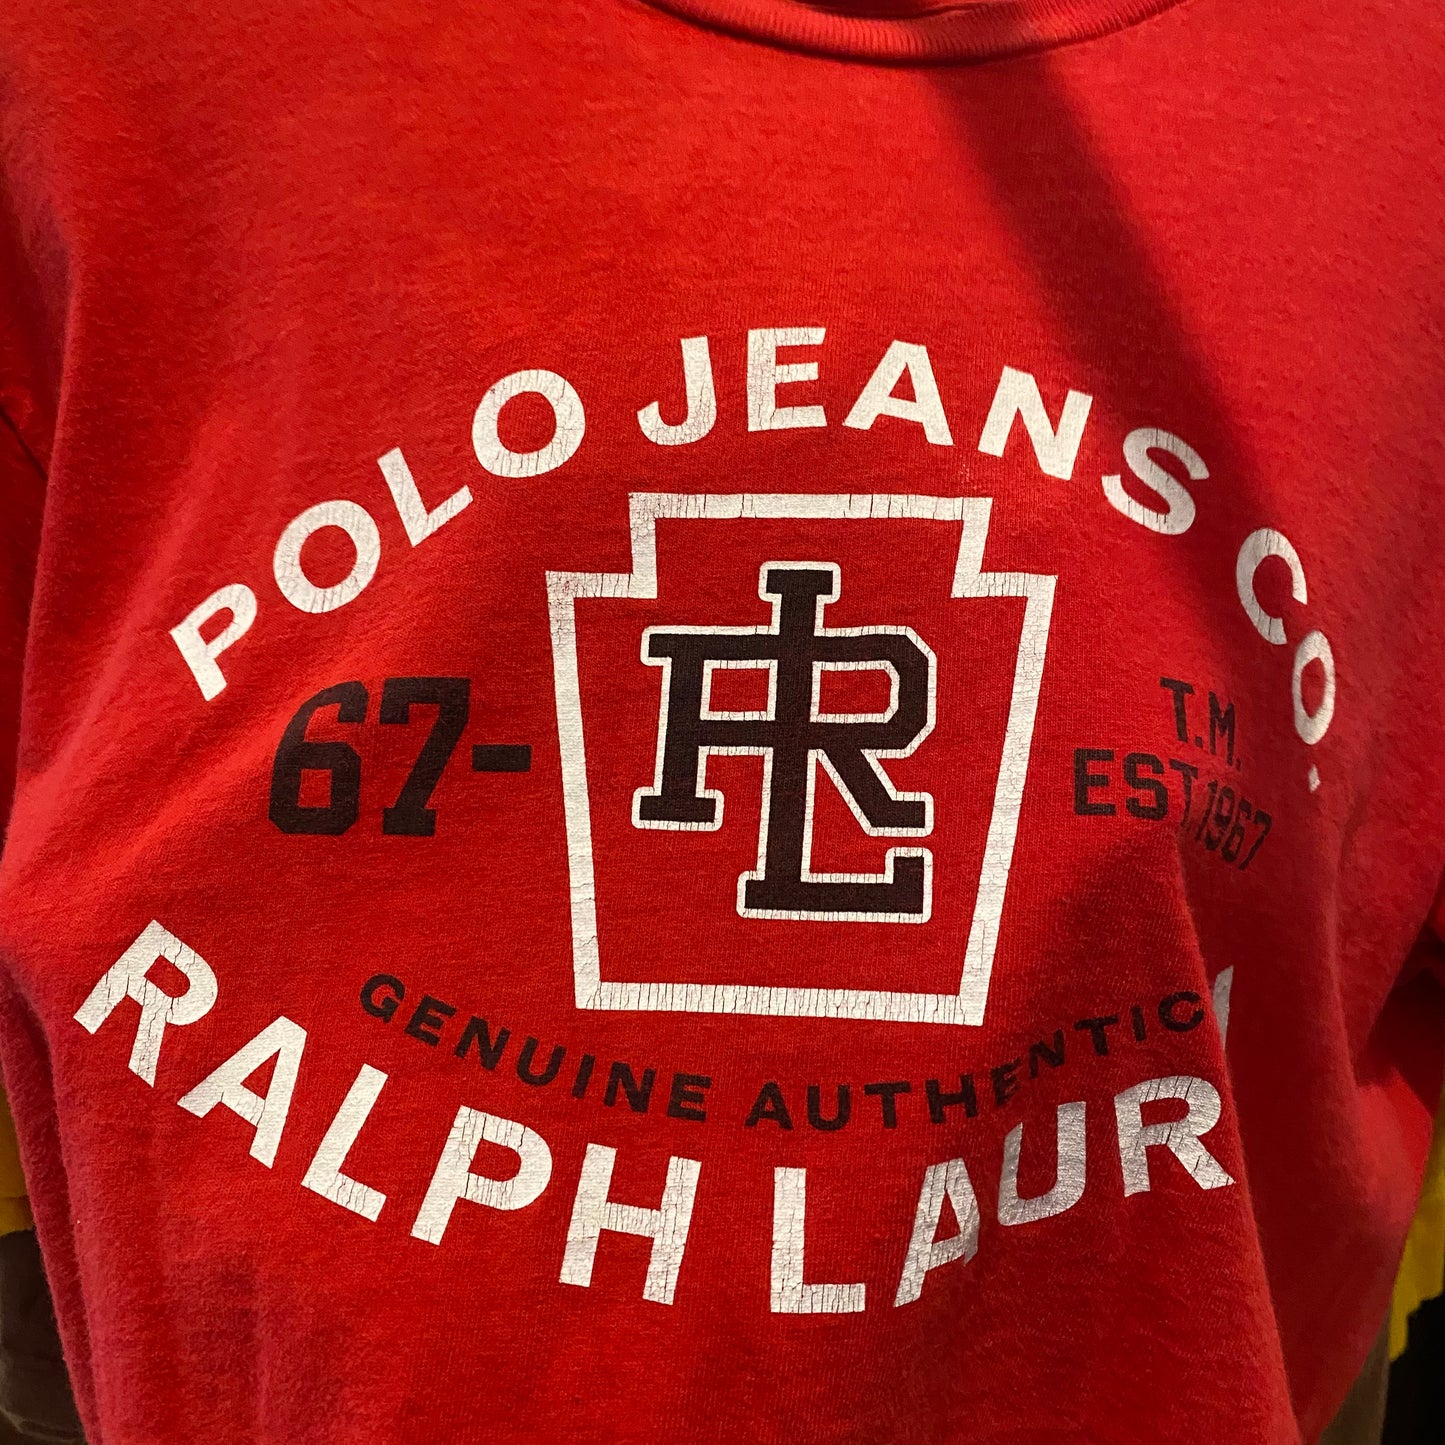 POLO JEANS CO.
67-
RL
T.M.
EST. 1967
GENUINE AUTHENTIC
RALPH LAUR